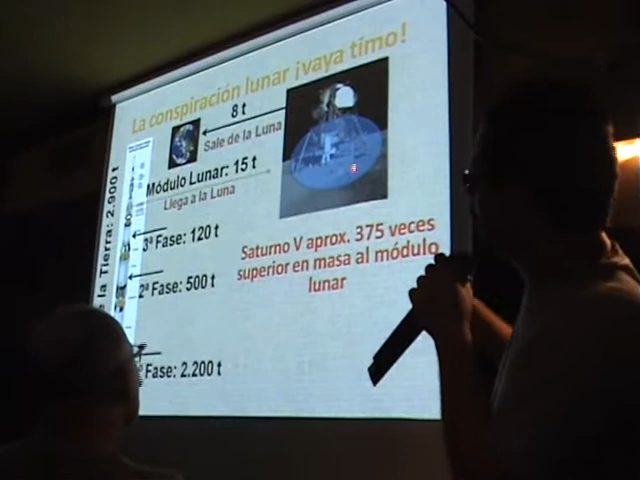 La conspiración lunar ¡vaya timo!
8 t
Sale de la Luna
Módulo Lunar: 15 t
Llega a la Luna
la Tierra: 2.900 t
3ª Fase: 120 t
2ª Fase: 500 t
Fase: 2.200 t
Saturno V aprox. 375 veces
superior en masa al módulo
lunar